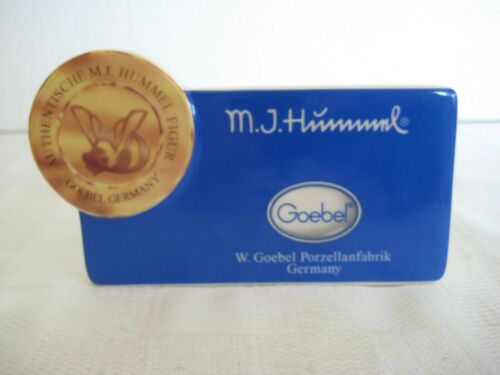 AUTHENTISCHE M.I. HUMMEL FIGUR
GOEBEL GERMANY
M.J.Hummel®
Goebel®
W. Goebel Porzellanfabrik
Germany